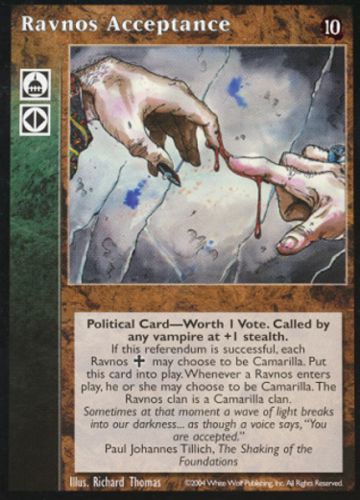 Ravnos Acceptance
10
Political Card—Worth 1 Vote. Called by
any vampire at +1 stealth.
If this referendum is successful, each
Ravnos may choose to be Camarilla. Put
this card into play. Whenever a Ravnos enters
play, he or she may choose to be Camarilla. The
Ravnos clan is a Camarilla clan.
Sometimes at that moment a wave of light breaks
into our darkness... as though a voice says, "You
are accepted."
Paul Johannes Tillich, The Shaking of the
Foundations
Illus. Richard Thomas
©2004 White Wolf Publishing, Inc. All Rights Reserved.